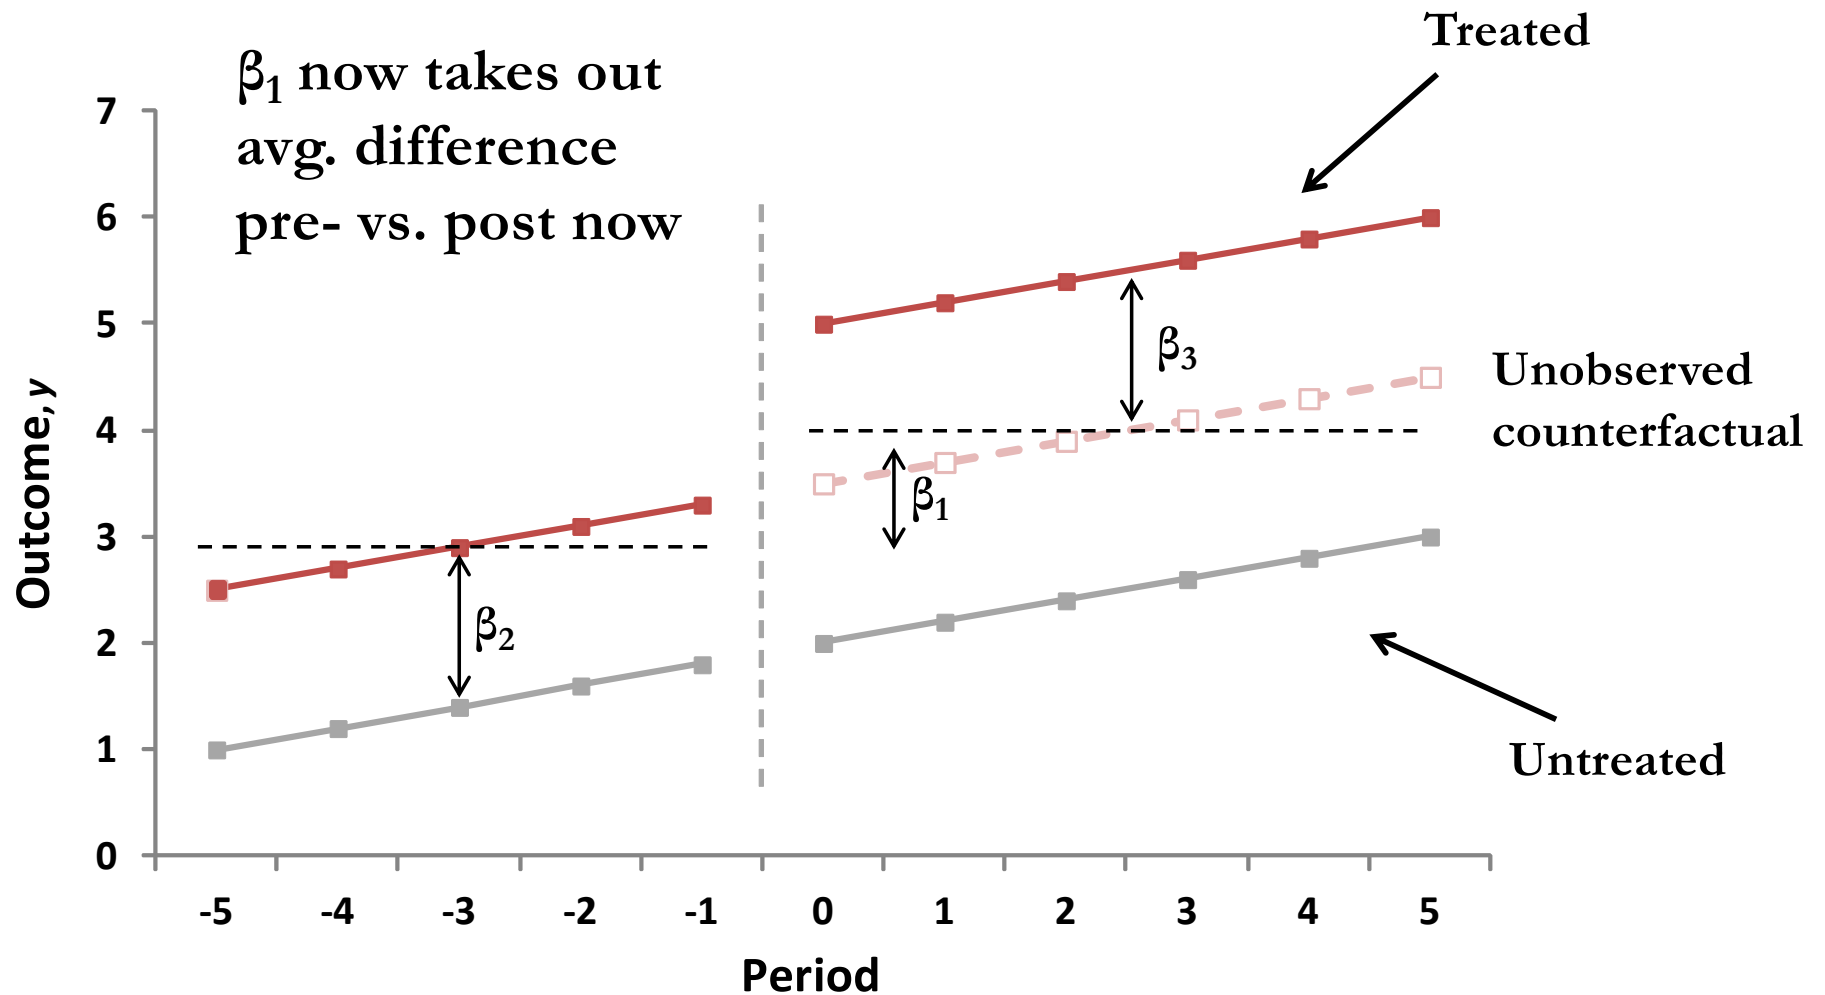 Treated
β1 now takes out
avg. difference
pre- vs. post now
7
6
5
4
3
2
1
0
Outcome, y
β3
Unobserved
counterfactual
β1
β2
Untreated
-5 -4 -3 -2 -1 0 1 2 3 4 5
Period